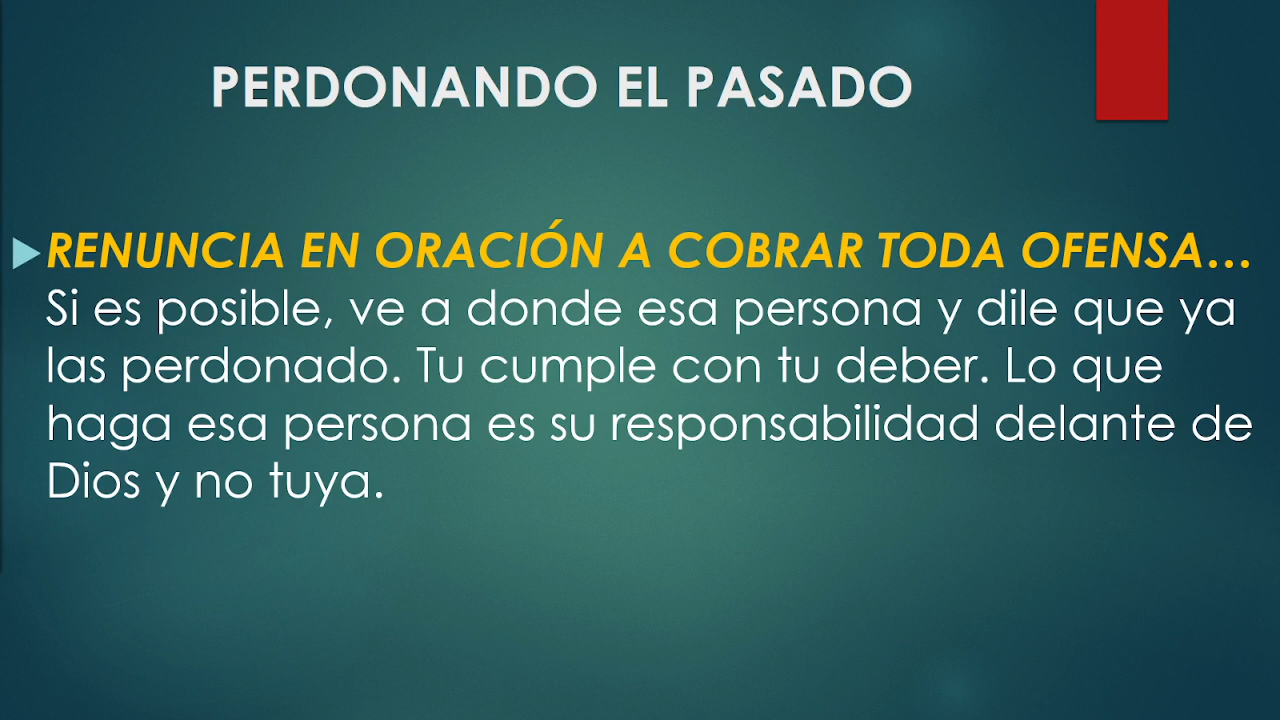 PERDONANDO EL PASADO
RENUNCIA EN ORACIÓN A COBRAR TODA OFENSA...
Si es posible, ve a donde esa persona y dile que ya
las perdonado. Tu cumple con tu deber. Lo que
haga esa persona es su responsabilidad delante de
Dios y no tuya.